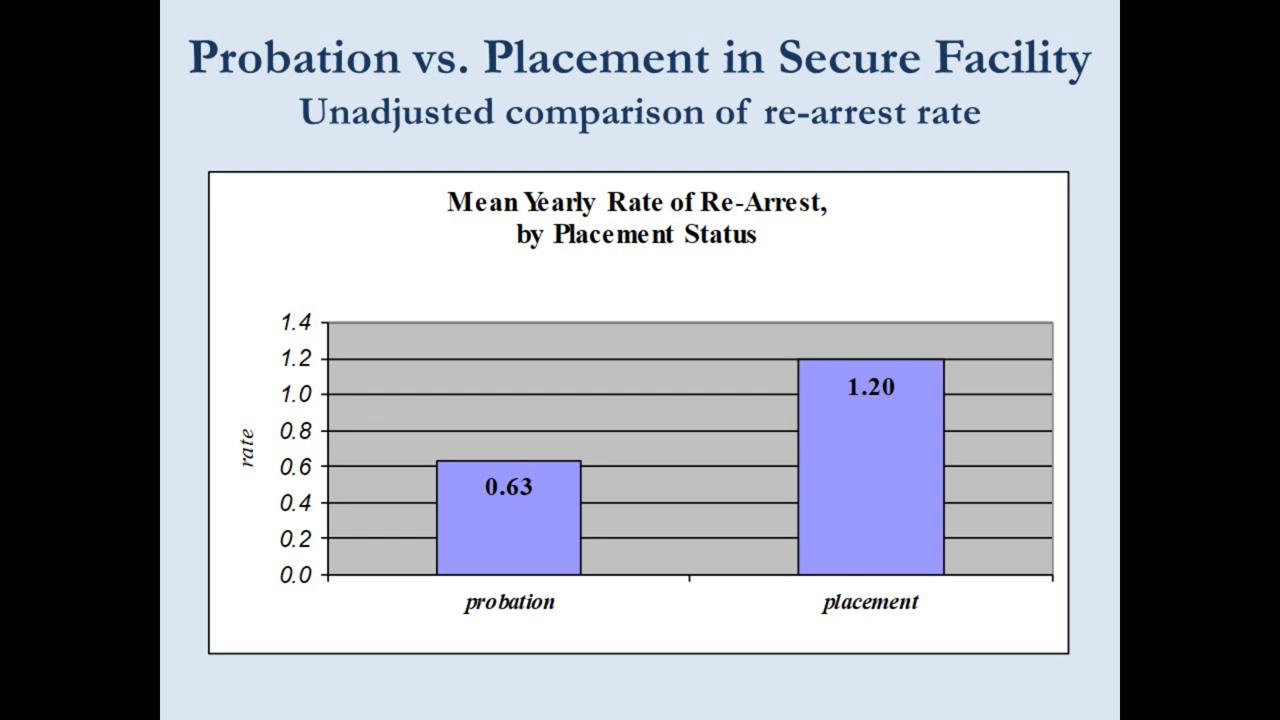 Probation vs. Placement in Secure Facility
Unadjusted comparison of re-arrest rate
Mean Yearly Rate of Re-Arrest,
by Placement Status
1.4
1.2
1.0
0.8
0.6
0.4
0.2
0.0
rate
0.63
1.20
probation
placement